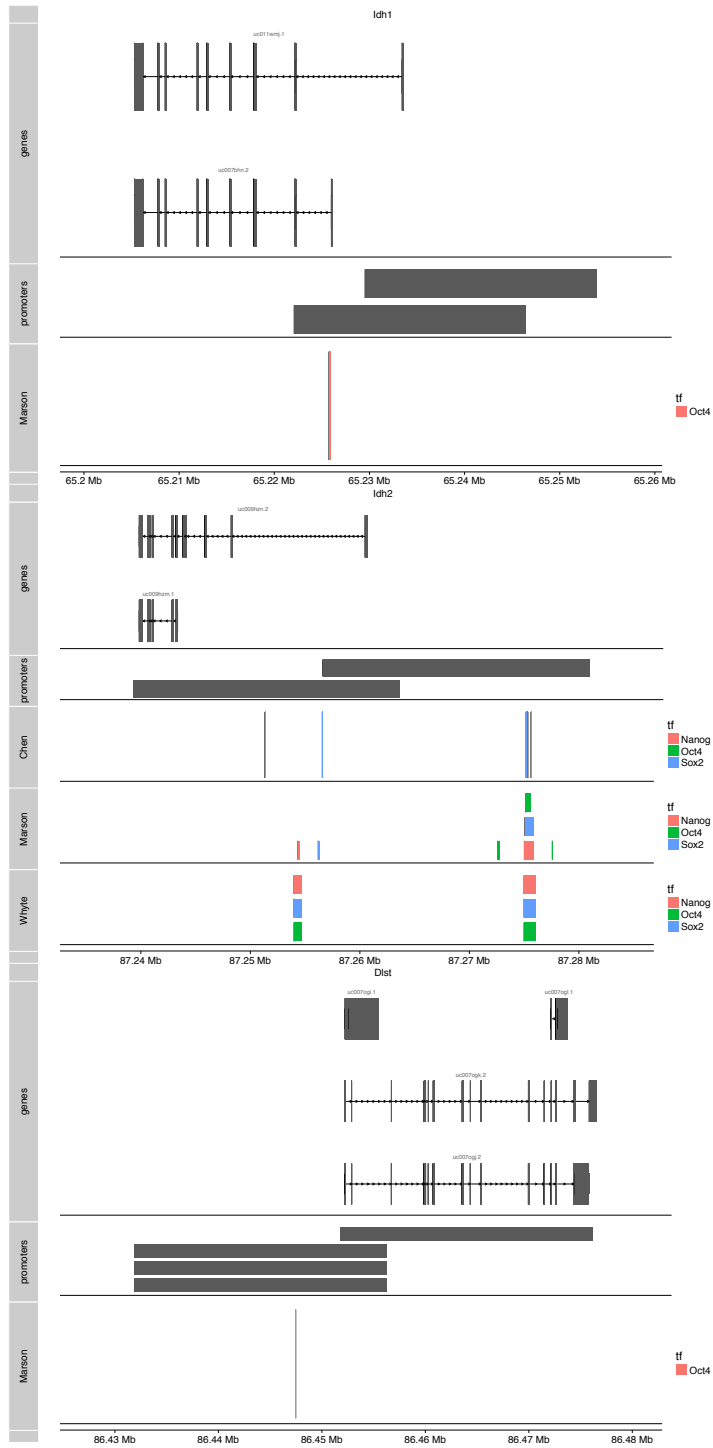 Idh1
genes
uc011wmj.1
uc007bhn.2
promoters
Marson
tf
Oct4
65.2 Mb 65.21 Mb 65.22 Mb 65.23 Mb 65.24 Mb 65.25 Mb 65.26 Mb
Idh2
genes
uc009hzn.2
uc009hzm.1
promoters
Chen
tf
Nanog
Oct4
Sox2
Marson
tf
Nanog
Oct4
Sox2
Whyte
tf
Nanog
Oct4
Sox2
87.24 Mb 87.25 Mb 87.26 Mb 87.27 Mb 87.28 Mb
Dlst
genes
uc007ogi.1 uc007ogl.1
uc007ogk.2
uc007ogj.2
promoters
Marson
tf
Oct4
86.43 Mb 86.44 Mb 86.45 Mb 86.46 Mb 86.47 Mb 86.48 Mb